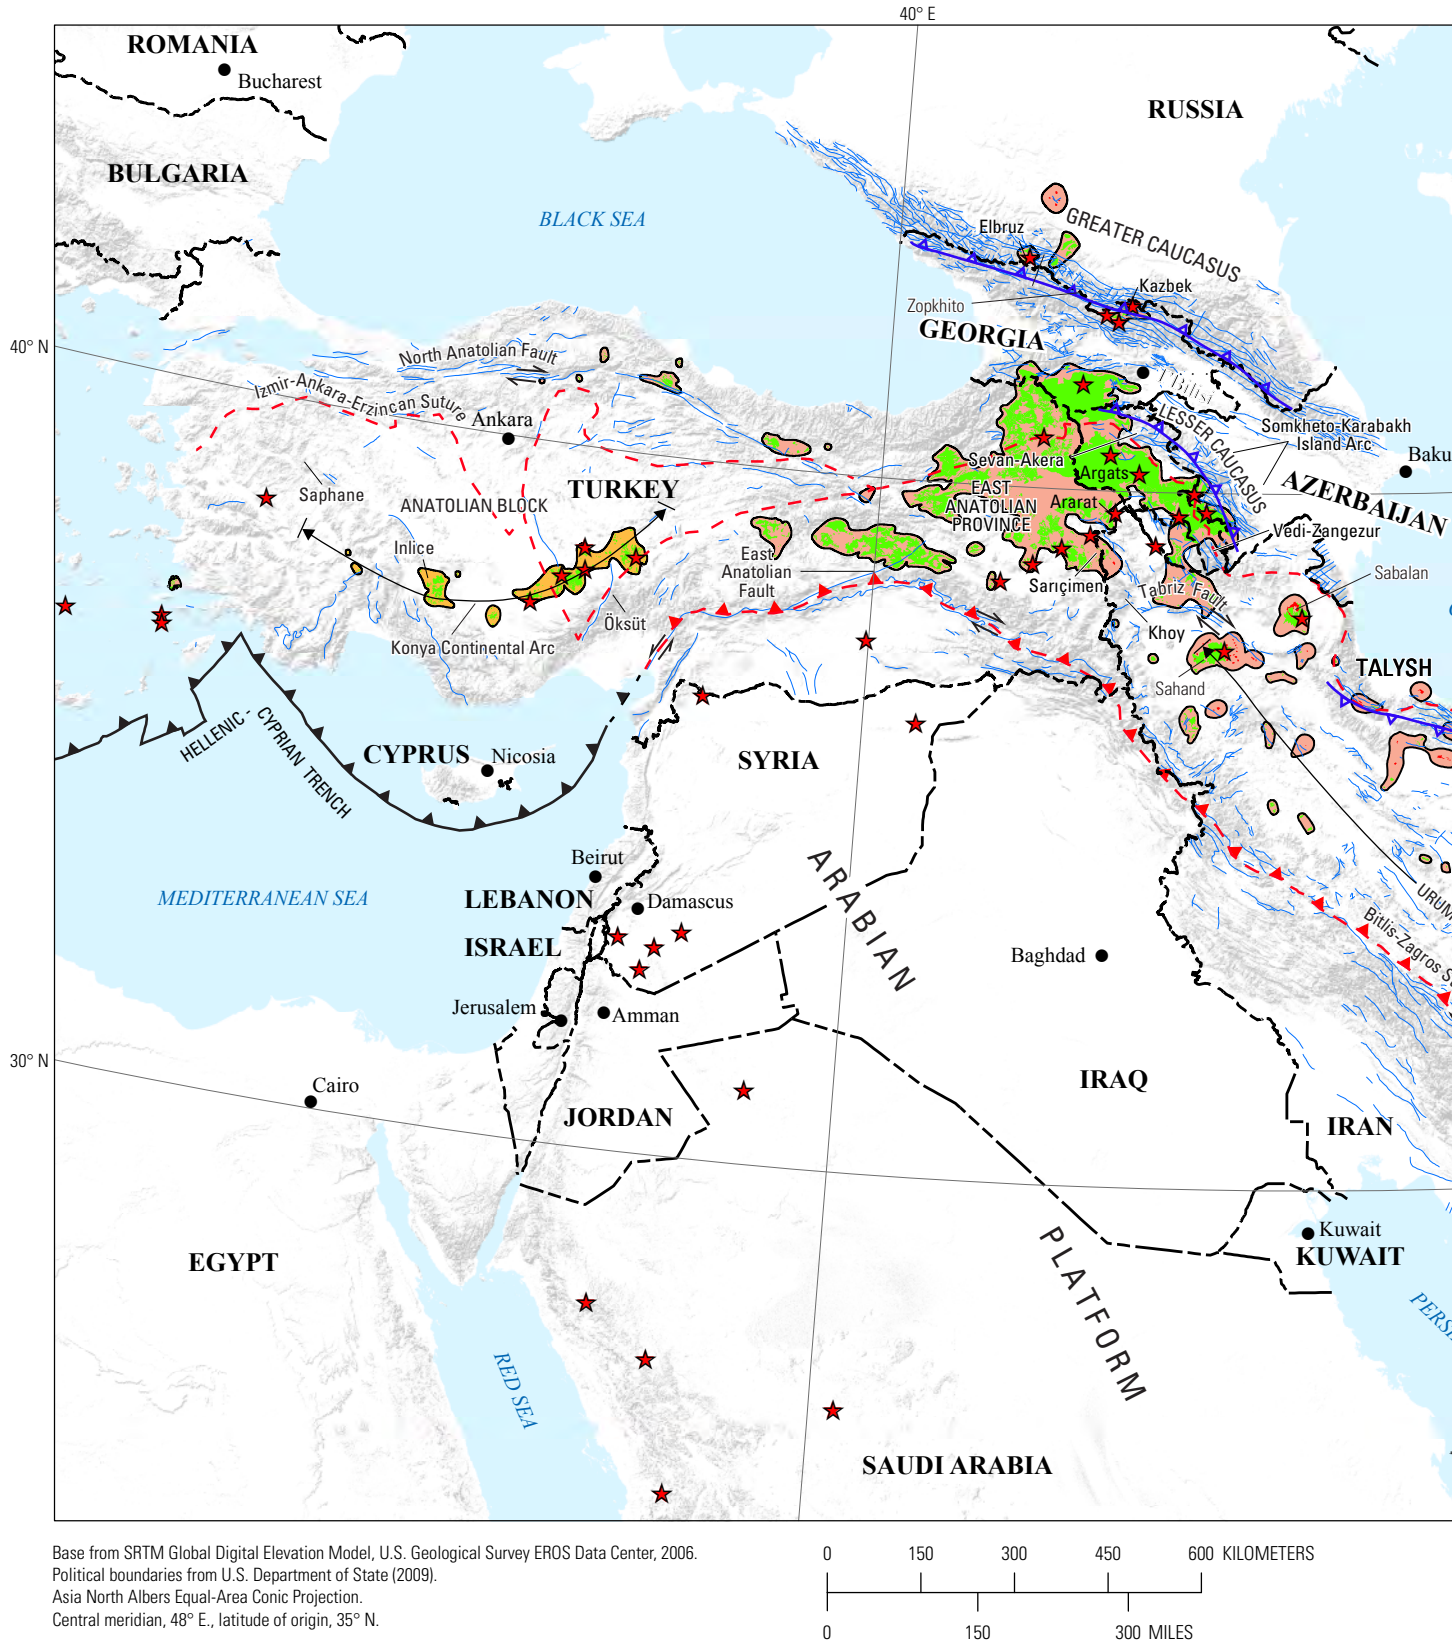 40° E
ROMANIA
Bucharest
RUSSIA
BULGARIA
BLACK SEA
Elbruz
GREATER CAUCASUS
Kazbek
Zopkhito
GEORGIA
40° N
North Anatolian Fault
T'Bilisi
Izmir-Ankara-Erzincan Suture
Ankara
LESSER CAUCASUS
Somkheto-Karabakh
Island Arc
Baku
Sevan-Akera
Argats
AZERBAIJAN
Saphane
TURKEY
ANATOLIAN BLOCK
EAST
ANATOLIAN
PROVINCE
Ararat
Vedi-Zangezur
Inlice
East
Anatolian
Fault
Sarıçimen
Tabriz Fault
Sabalan
Öksüt
Khoy
Konya Continental Arc
TALYSH
Sahand
HELLENIC -
CYPRIAN TRENCH
CYPRUS
Nicosia
SYRIA
Beirut
ARABIAN
LEBANON
Damascus
MEDITERRANEAN SEA
URUM
Bitlis-Zagros S
ISRAEL
Baghdad
Jerusalem
Amman
30° N
Cairo
IRAQ
JORDAN
IRAN
Kuwait
EGYPT
KUWAIT
PLATFORM
PERSI
RED SEA
SAUDI ARABIA
Base from SRTM Global Digital Elevation Model, U.S. Geological Survey EROS Data Center, 2006.
Political boundaries from U.S. Department of State (2009).
Asia North Albers Equal-Area Conic Projection.
Central meridian, 48° E., latitude of origin, 35° N.
0 150 300 450 600 KILOMETERS
0 150 300 MILES